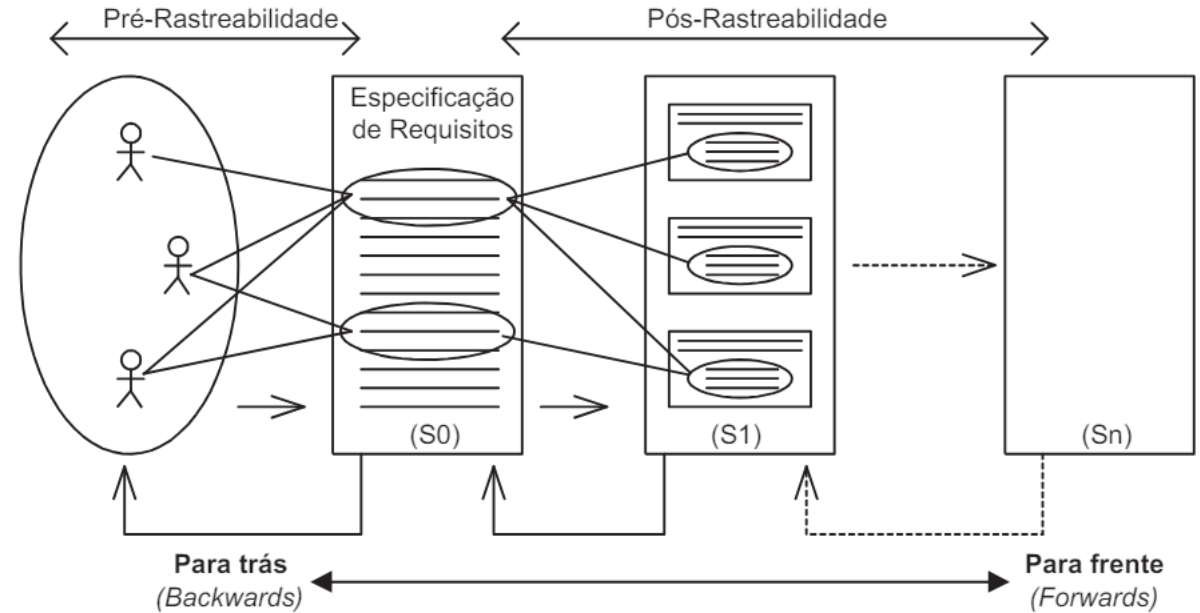 Pré-Rastreabilidade
Pós-Rastreabilidade
Especificação
de Requisitos
(S0)
(S1)
(Sn)
Para trás
(Backwards)
Para frente
(Forwards)